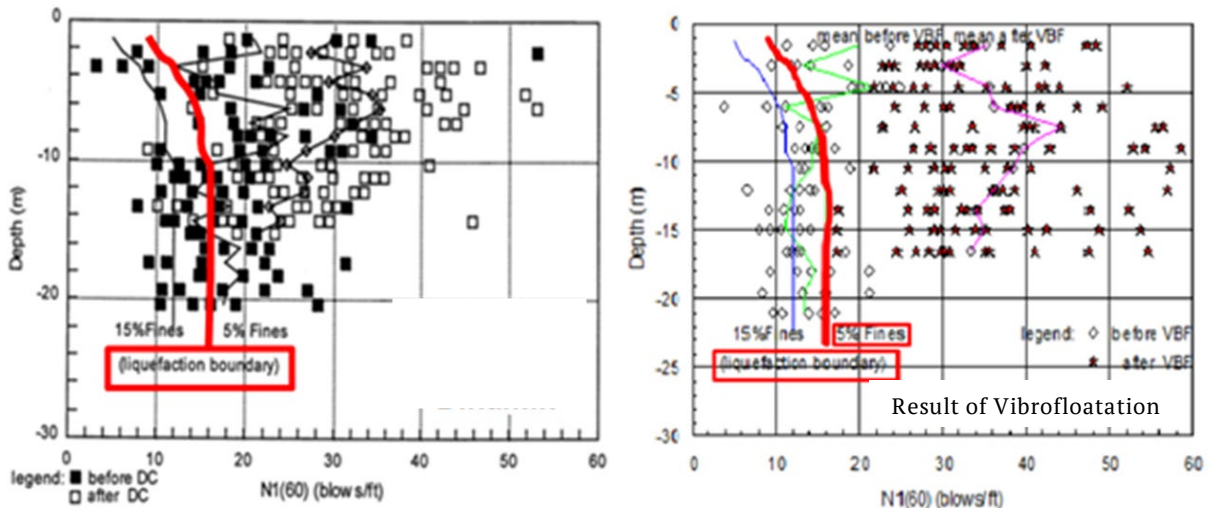 0
-10
-20
-30
Depth (m)
0 10 20 30 40 50 60
N1(60) (blows/ft)
15%Fines 5% Fines
(liquefaction boundary)
legend: ■ before DC
□ after DC
0
-5
-10
-15
-20
-25
-30
Depth (m)
mean before VBF mean after VBF
15%Fines 5% Fines
(liquefaction boundary)
legend: ◇ before VBF
★ after VBF
Result of Vibrofloatation
0 10 20 30 40 50 60
N1(60) (blows/ft)